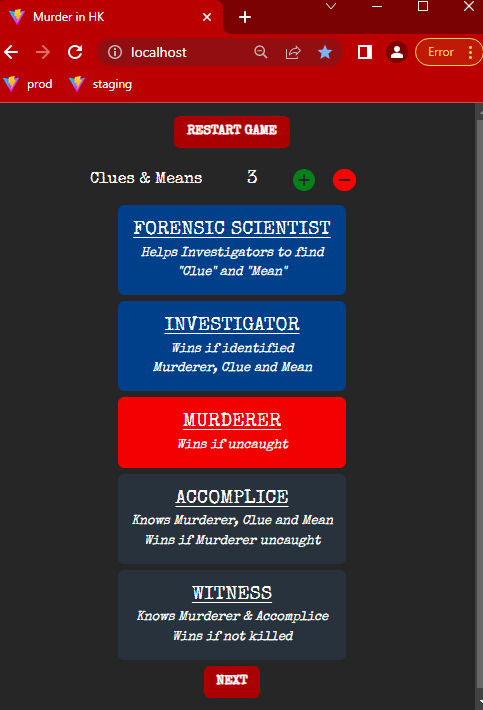 Murder in HK
localhost
Error
prod
staging
RESTART GAME
Clues & Means 3
FORENSIC SCIENTIST
Helps Investigators to find
"Clue" and "Mean"
INVESTIGATOR
Wins if identified
Murderer, Clue and Mean
MURDERER
Wins if uncaught
ACCOMPLICE
Knows Murderer, Clue and Mean
Wins if Murderer uncaught
WITNESS
Knows Murderer & Accomplice
Wins if not killed
NEXT